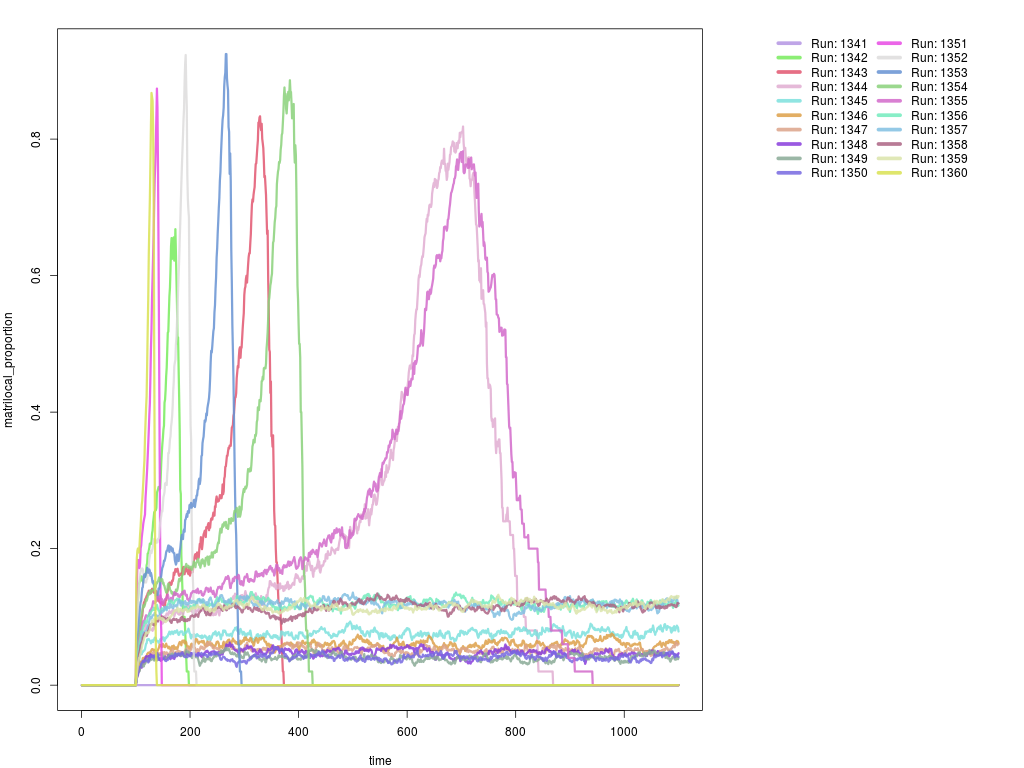 Run: 1341
Run: 1342
Run: 1343
Run: 1344
Run: 1345
Run: 1346
Run: 1347
Run: 1348
Run: 1349
Run: 1350
Run: 1351
Run: 1352
Run: 1353
Run: 1354
Run: 1355
Run: 1356
Run: 1357
Run: 1358
Run: 1359
Run: 1360
matrilocal_proportion
0.8
0.6
0.4
0.2
0.0
0 200 400 600 800 1000
time